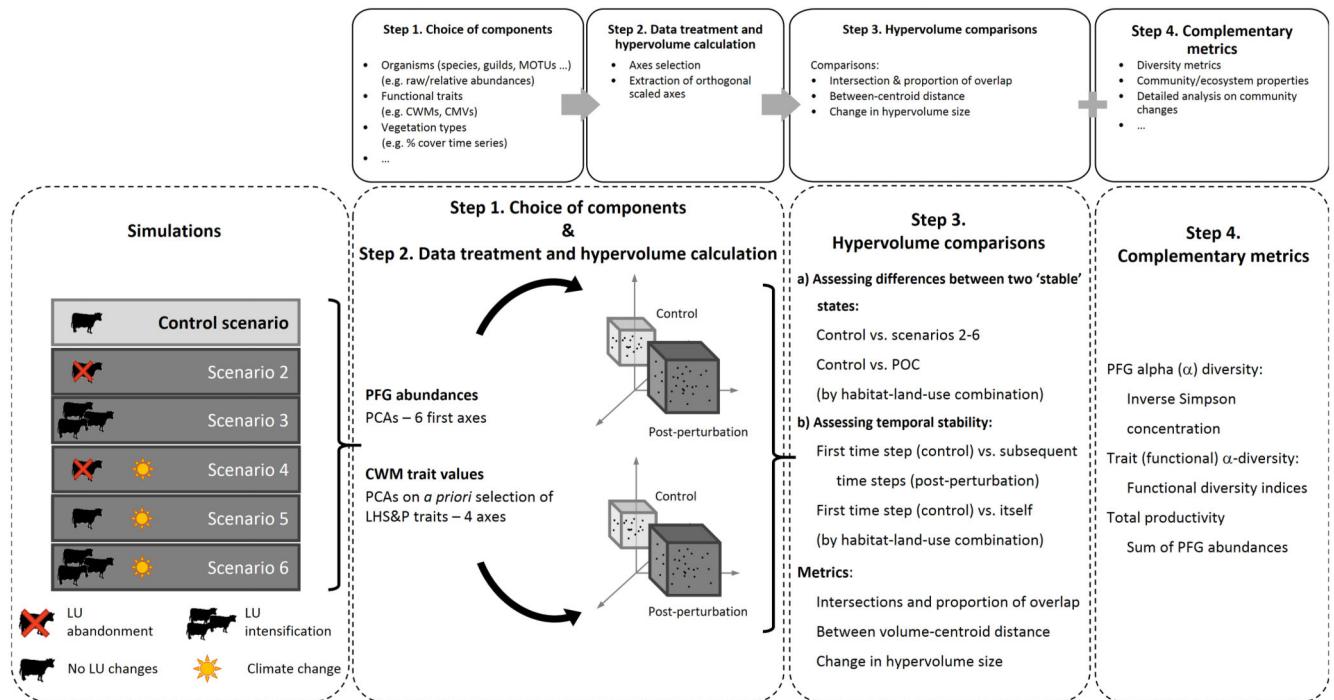 Step 1. Choice of components
• Organisms (species, guilds, MOTUs …)
(e.g. raw/relative abundances)
• Functional traits
(e.g. CWMs, CMVs)
• Vegetation types
(e.g. % cover time series)
• …
Step 2. Data treatment and
hypervolume calculation
• Axes selection
• Extraction of orthogonal
scaled axes
Step 3. Hypervolume comparisons
Comparisons:
• Intersection & proportion of overlap
• Between-centroid distance
• Change in hypervolume size
Step 4. Complementary
metrics
• Diversity metrics
• Community/ecosystem properties
• Detailed analysis on community
changes
• …
Simulations
Control scenario
Scenario 2
Scenario 3
Scenario 4
Scenario 5
Scenario 6
LU
abandonment
LU
intensification
No LU changes
Climate change
Step 1. Choice of components
&
Step 2. Data treatment and hypervolume calculation
PFG abundances
PCAs – 6 first axes
CWM trait values
PCAs on a priori selection of
LHS&P traits – 4 axes
Control
Post-perturbation
Control
Post-perturbation
Step 3.
Hypervolume comparisons
a) Assessing differences between two ‘stable’
states:
Control vs. scenarios 2-6
Control vs. POC
(by habitat-land-use combination)
b) Assessing temporal stability:
First time step (control) vs. subsequent
time steps (post-perturbation)
First time step (control) vs. itself
(by habitat-land-use combination)
Metrics:
Intersections and proportion of overlap
Between volume-centroid distance
Change in hypervolume size
Step 4.
Complementary metrics
PFG alpha (α) diversity:
Inverse Simpson
concentration
Trait (functional) α-diversity:
Functional diversity indices
Total productivity
Sum of PFG abundances